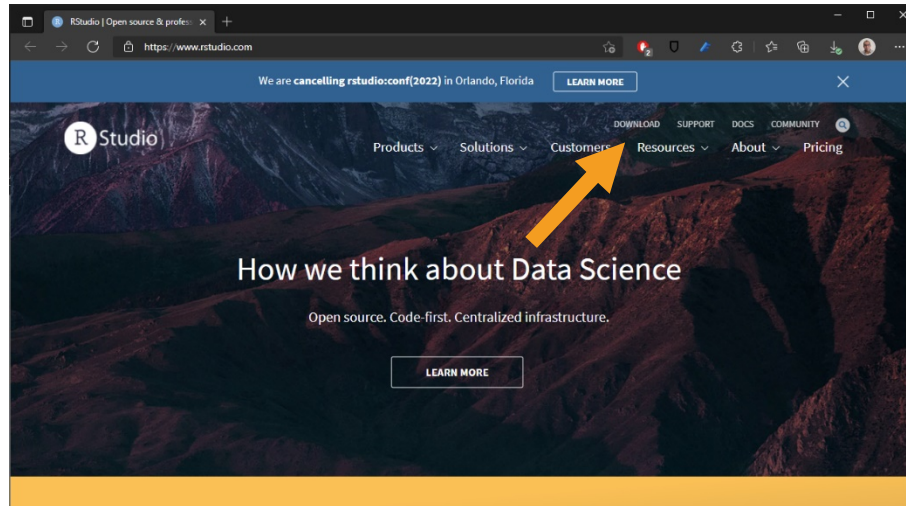 RStudio | Open source & profes:
https://www.rstudio.com
2
We are cancelling rstudio:conf(2022) in Orlando, Florida LEARN MORE
DOWNLOAD SUPPORT DOCS COMMUNITY
R Studio
Products Solutions Customers Resources About Pricing
How we think about Data Science
Open source. Code-first. Centralized infrastructure.
LEARN MORE